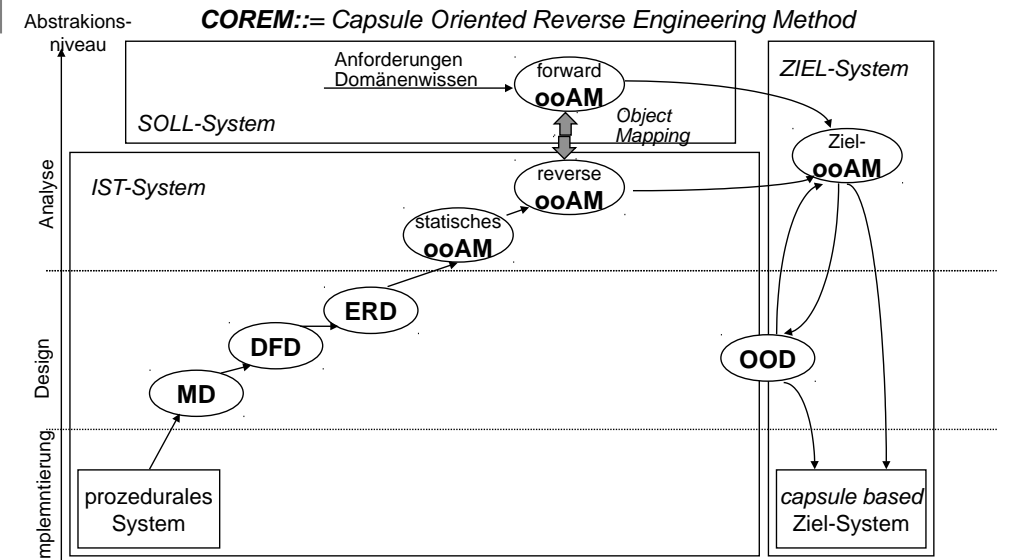 COREM::= Capsule Oriented Reverse Engineering Method
Abstrakions-
niveau
Anforderungen
Domänenwissen
forward
ooAM
ZIEL-System
SOLL-System
Object
Mapping
Ziel-
ooAM
Analyse
IST-System
reverse
ooAM
statisches
ooAM
ERD
Design
DFD
OOD
MD
mplemntierung
prozedurales
System
capsule based
Ziel-System